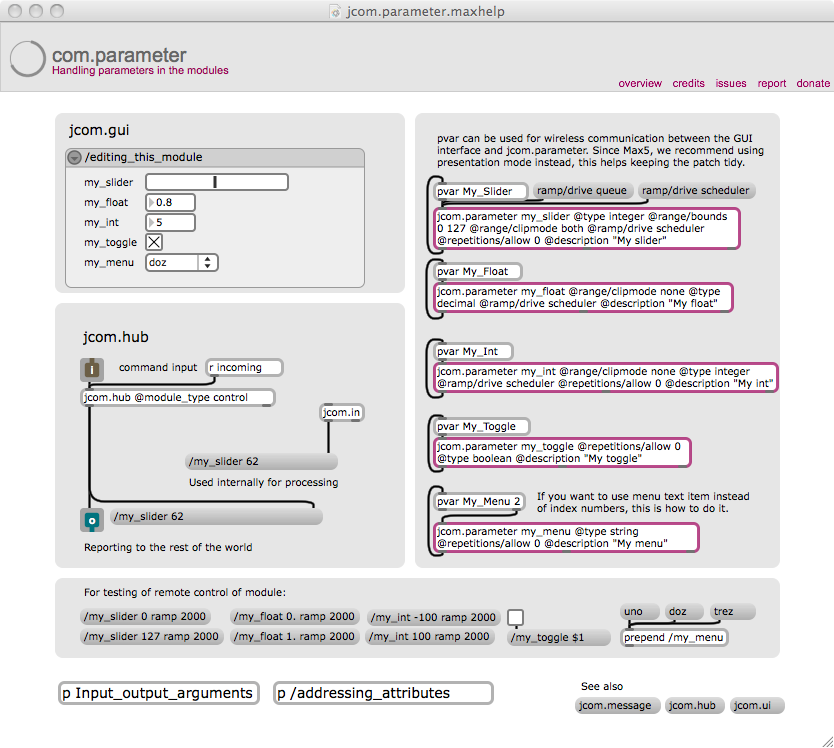 jcom.parameter.maxhelp
com.parameter
Handling parameters in the modules
overview credits issues report donate
jcom.gui
/editing_this_module
my_slider
my_float 0.8
my_int 5
my_toggle
my_menu doz
pvar can be used for wireless communication between the GUI
interface and jcom.parameter. Since Max5, we recommend using
presentation mode instead, this helps keeping the patch tidy.
pvar My_Slider ramp/drive queue ramp/drive scheduler
jcom.parameter my_slider @type integer @range/bounds
0 127 @range/clipmode both @ramp/drive scheduler
@repetitions/allow 0 @description "My slider"
pvar My_Float
jcom.parameter my_float @range/clipmode none @type
decimal @ramp/drive scheduler @description "My float"
pvar My_Int
jcom.parameter my_int @range/clipmode none @type integer
@ramp/drive scheduler @repetitions/allow 0 @description "My int"
pvar My_Toggle
jcom.parameter my_toggle @repetitions/allow 0
@type boolean @description "My toggle"
pvar My_Menu 2
If you want to use menu text item instead
of index numbers, this is how to do it.
jcom.parameter my_menu @type string
@repetitions/allow 0 @description "My menu"
jcom.hub
command input r incoming
jcom.hub @module_type control
jcom.in
/my_slider 62
Used internally for processing
/my_slider 62
Reporting to the rest of the world
For testing of remote control of module:
/my_slider 0 ramp 2000 /my_float 0. ramp 2000 /my_int -100 ramp 2000
/my_slider 127 ramp 2000 /my_float 1. ramp 2000 /my_int 100 ramp 2000
/my_toggle $1
uno doz trez
prepend /my_menu
p Input_output_arguments p /addressing_attributes
See also
jcom.message jcom.hub jcom.ui